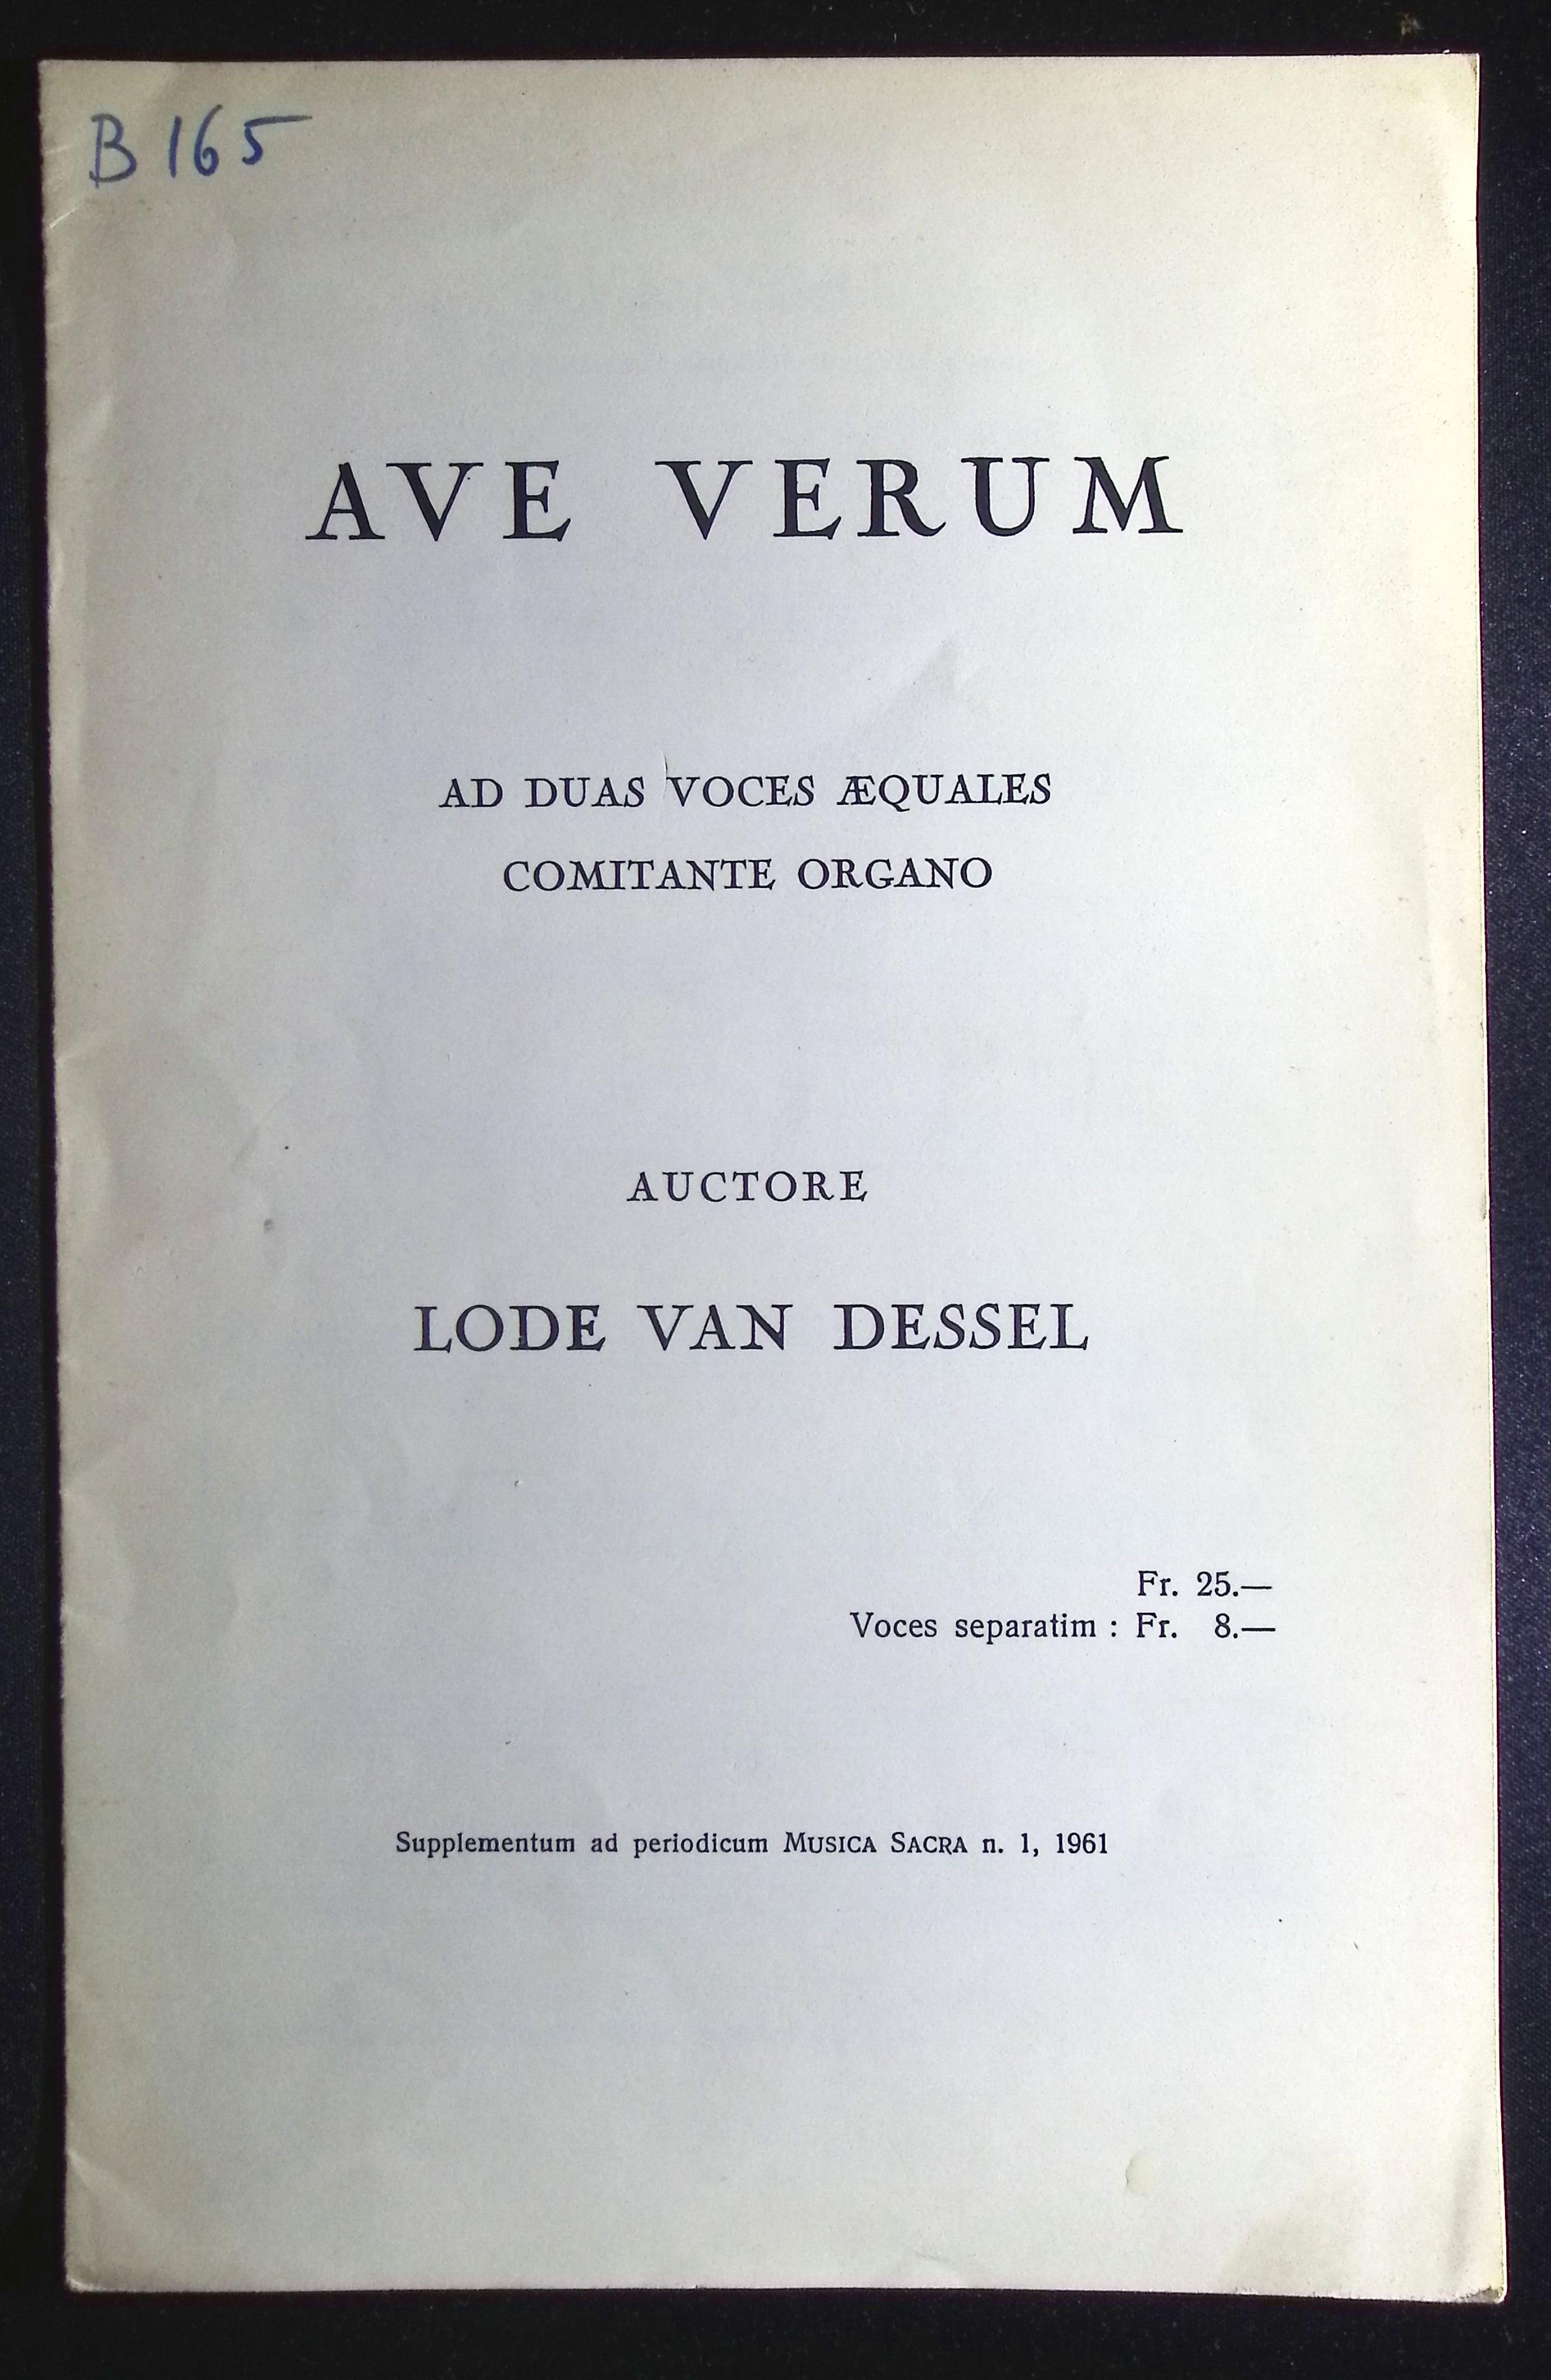 B 165
AVE VERUM
AD DUAS VOCES ÆQUALES
COMITANTE ORGANO
AUCTORE
LODE VAN DESSEL
Fr. 25.—
Voces separatim : Fr. 8.—
Supplementum ad periodicum MUSICA SACRA n. 1, 1961